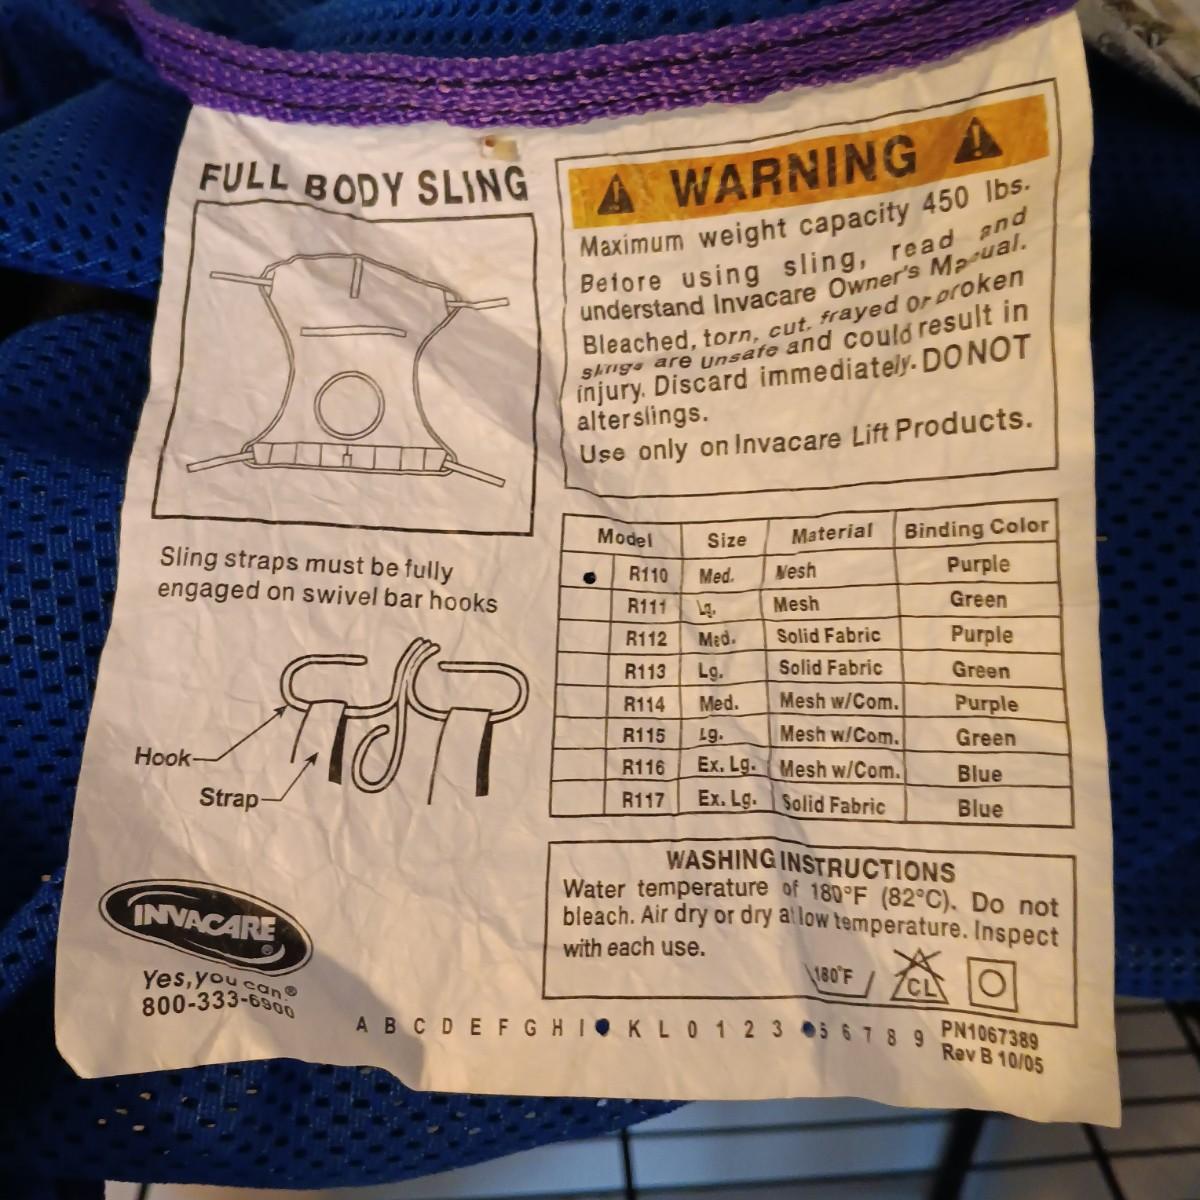 FULL BODY SLING
WARNING
Maximum weight capacity 450 lbs.
Before using sling, read and
understand Invacare Owner's Manual.
Bleached, torn, cut, frayed or broken
slings are unsafe and could result in
injury. Discard immediately. DO NOT
alter slings.
Use only on Invacare Lift Products.
Sling straps must be fully
engaged on swivel bar hooks
Hook
Strap
Model Size Material Binding Color
R110 Med. Mesh Purple
R111 Lg. Mesh Green
R112 Med. Solid Fabric Purple
R113 Lg. Solid Fabric Green
R114 Med. Mesh w/Com. Purple
R115 Lg. Mesh w/Com. Green
R116 Ex. Lg. Mesh w/Com. Blue
R117 Ex. Lg. Solid Fabric Blue
WASHING INSTRUCTIONS
Water temperature of 180°F (82°C). Do not
bleach. Air dry or dry at low temperature. Inspect
with each use.
180°F
CL
INVACARE®
Yes, you can.®
800-333-6900
A B C D E F G H I K L 0 1 2 3 5 6 7 8 9
PN1067389
Rev B 10/05